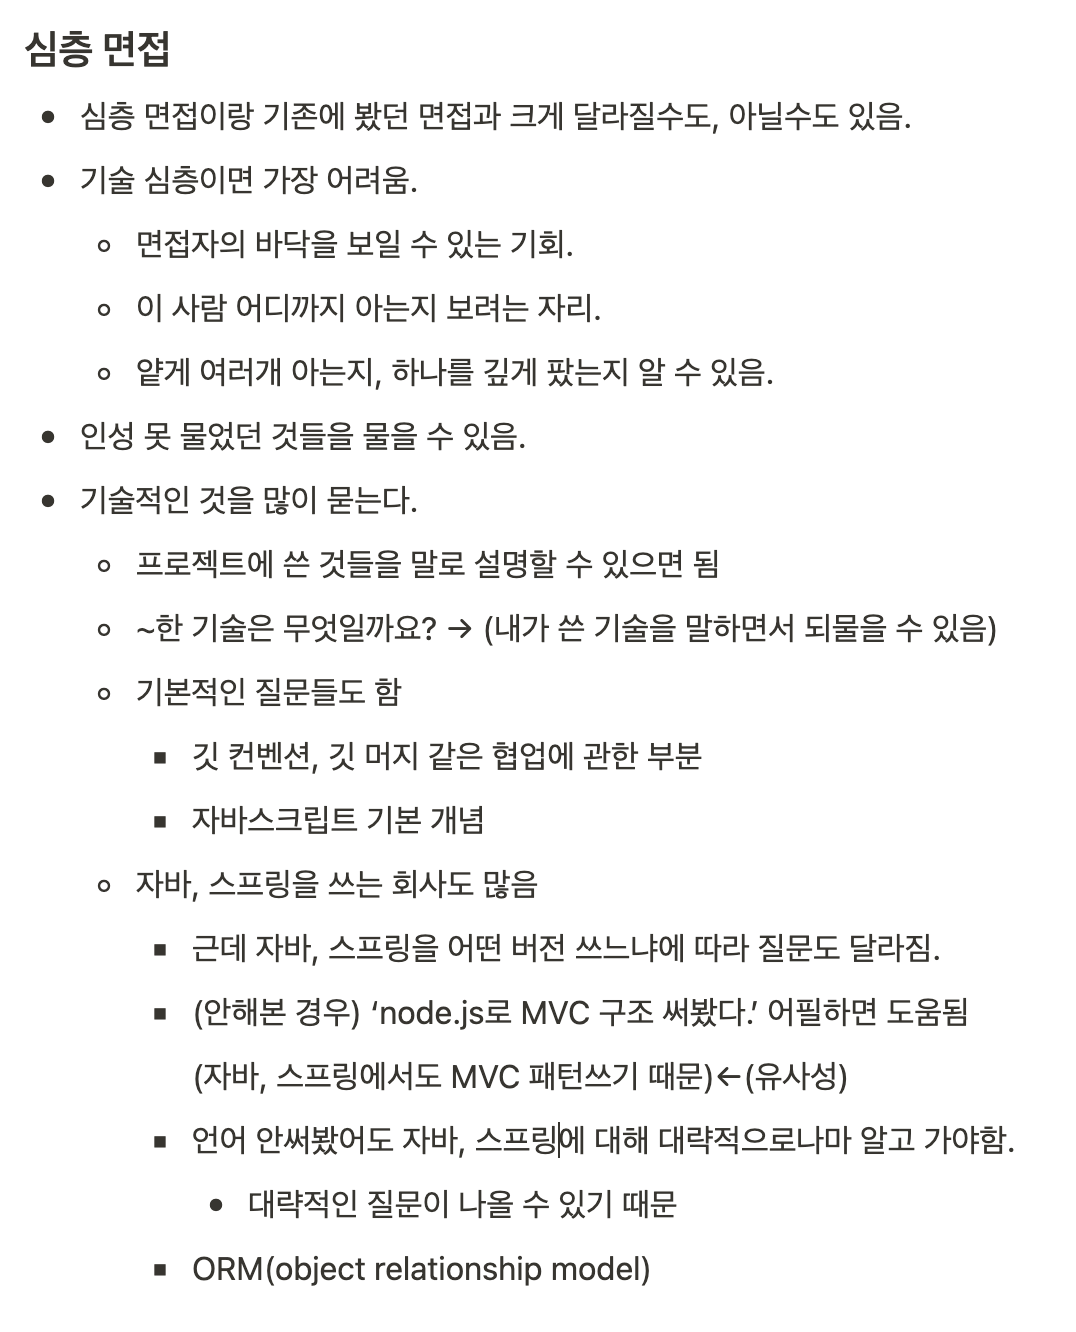 심층 면접
• 심층 면접이랑 기존에 봤던 면접과 크게 달라질수도, 아닐수도 있음.
• 기술 심층이면 가장 어려움.
◦ 면접자의 바닥을 보일 수 있는 기회.
◦ 이 사람 어디까지 아는지 보려는 자리.
◦ 얕게 여러개 아는지, 하나를 깊게 팠는지 알 수 있음.
• 인성 못 물었던 것들을 물을 수 있음.
• 기술적인 것을 많이 묻는다.
◦ 프로젝트에 쓴 것들을 말로 설명할 수 있으면 됨
◦ ~한 기술은 무엇일까요? → (내가 쓴 기술을 말하면서 되물을 수 있음)
◦ 기본적인 질문들도 함
▪ 깃 컨벤션, 깃 머지 같은 협업에 관한 부분
▪ 자바스크립트 기본 개념
◦ 자바, 스프링을 쓰는 회사도 많음
▪ 근데 자바, 스프링을 어떤 버전 쓰느냐에 따라 질문도 달라짐.
▪ (안해본 경우) ‘node.js로 MVC 구조 써봤다.’ 어필하면 도움됨
(자바, 스프링에서도 MVC 패턴쓰기 때문)←(유사성)
▪ 언어 안써봤어도 자바, 스프링에 대해 대략적으로나마 알고 가야함.
• 대략적인 질문이 나올 수 있기 때문
▪ ORM(object relationship model)